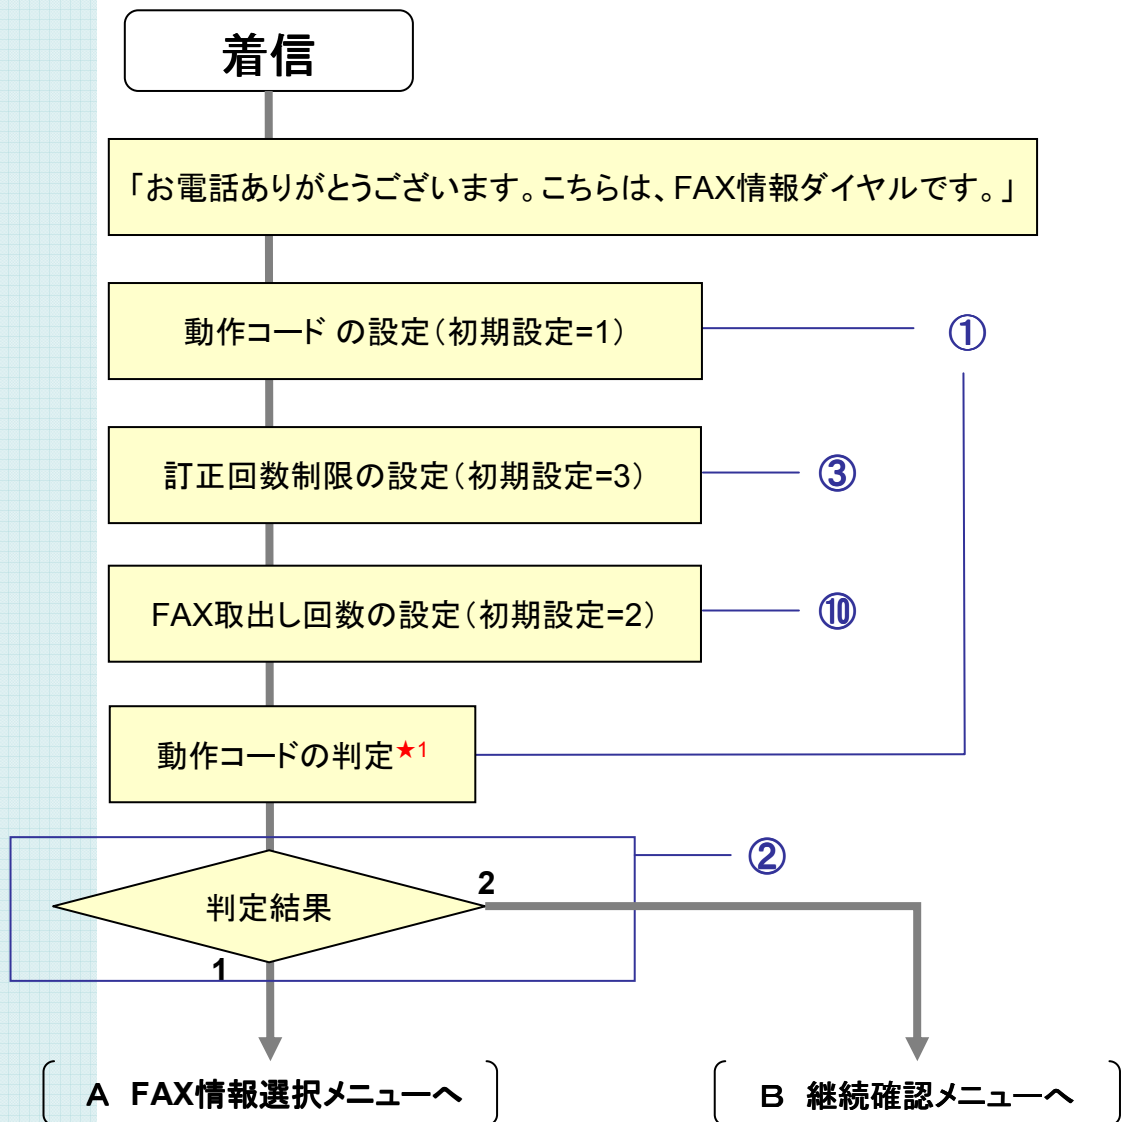 着信
「お電話ありがとうございます。こちらは、FAX情報ダイヤルです。」
動作コード の設定（初期設定=1）
①
訂正回数制限の設定（初期設定=3）
③
FAX取出し回数の設定（初期設定=2）
⑩
動作コードの判定★1
②
判定結果
2
1
A FAX情報選択メニューへ
B 継続確認メニューへ